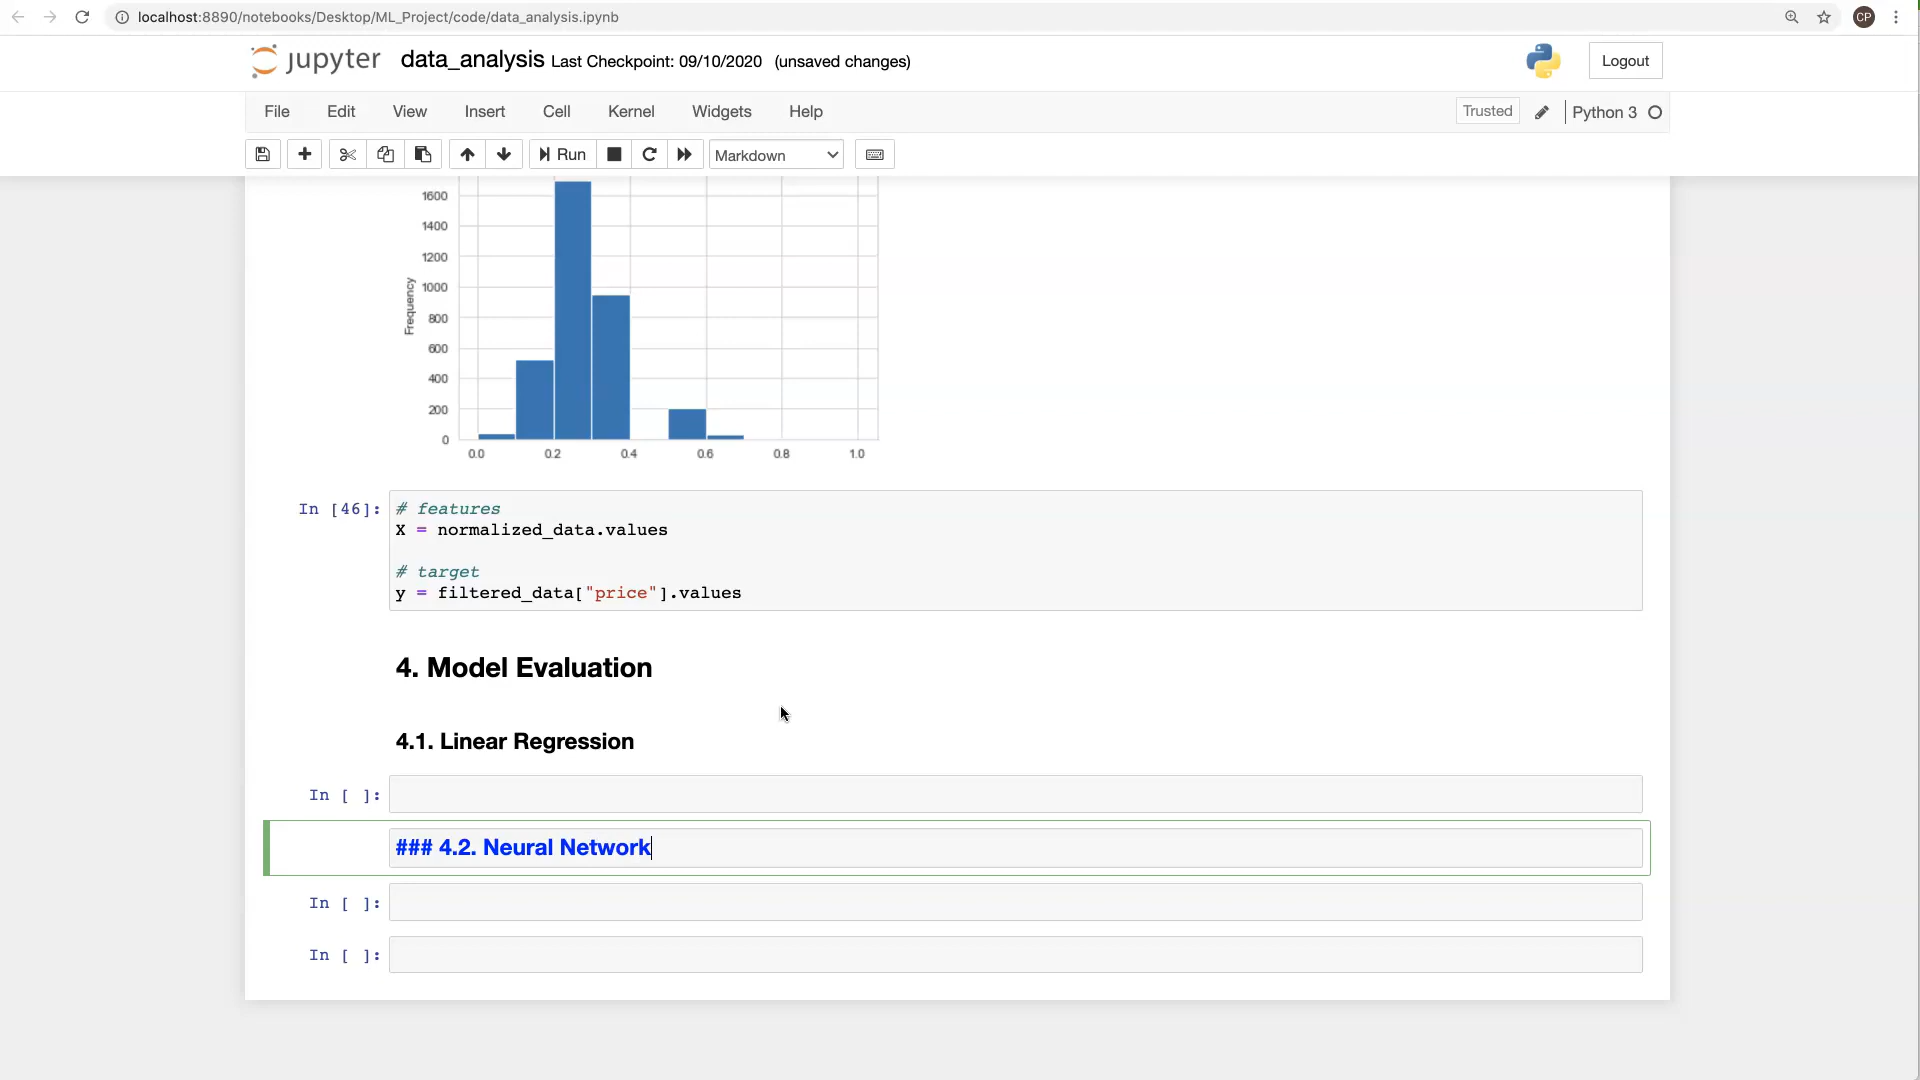 localhost:8890/notebooks/Desktop/ML_Project/code/data_analysis.ipynb
CP
jupyter data_analysis Last Checkpoint: 09/10/2020 (unsaved changes)
Logout
File Edit View Insert Cell Kernel Widgets Help
Trusted
Python 3
Run
Markdown
1600
1400
1200
1000
800
600
400
200
0
Frequency
0.0 0.2 0.4 0.6 0.8 1.0
In [46]:
# features
X = normalized_data.values
# target
y = filtered_data["price"].values
4. Model Evaluation
4.1. Linear Regression
In [ ]:
### 4.2. Neural Network
In [ ]:
In [ ]: